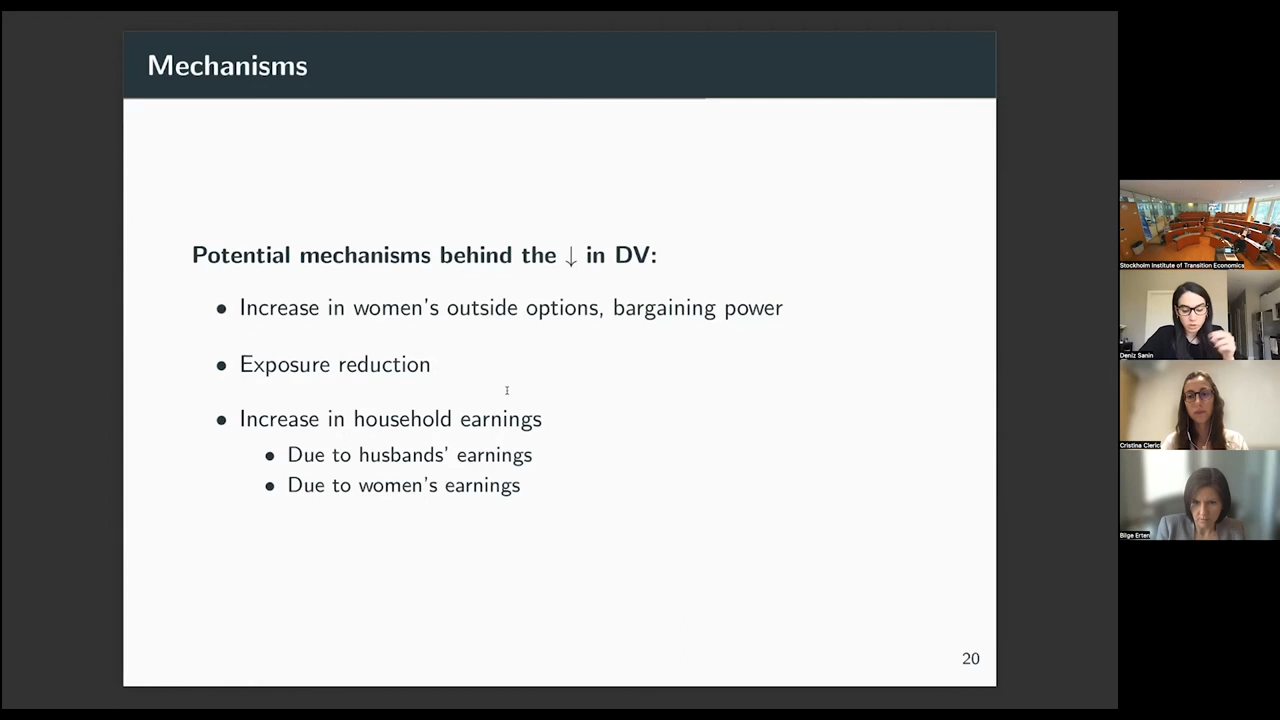 Mechanisms
Potential mechanisms behind the ↓ in DV:
• Increase in women's outside options, bargaining power
• Exposure reduction
• Increase in household earnings
• Due to husbands' earnings
• Due to women's earnings
20
Stockholm Institute of Transition Economics
Deniz Sanin
Cristina Clerici
Bilge Erten